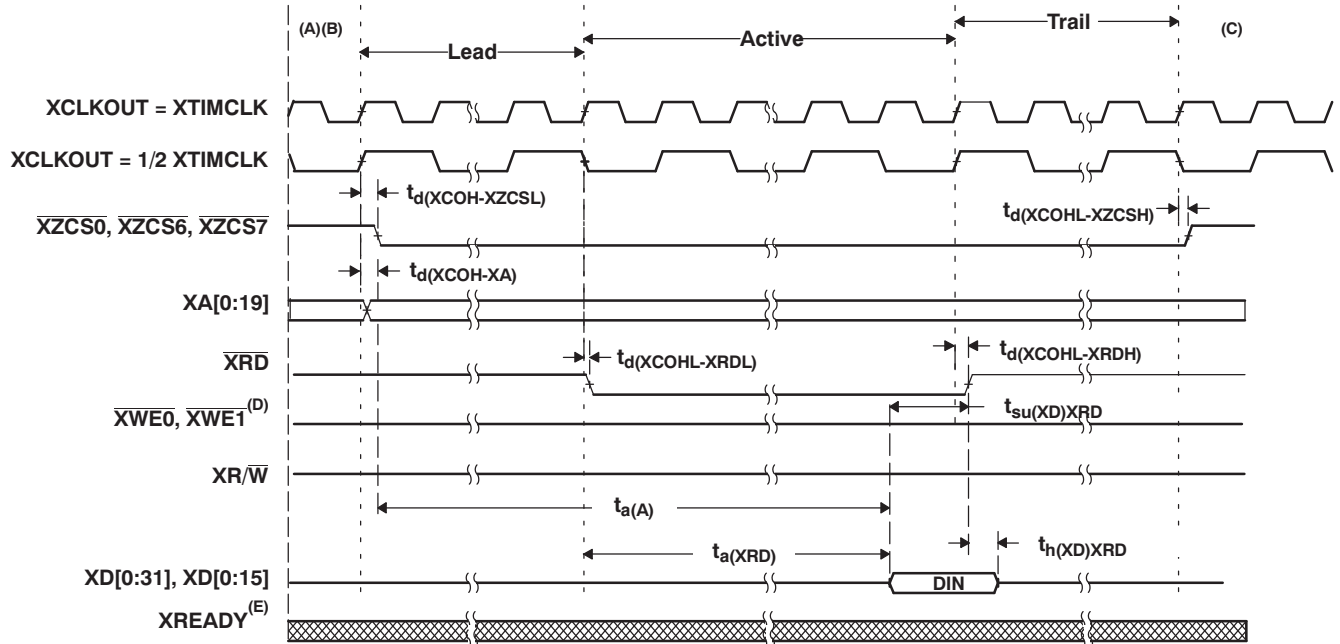 (A)(B)
Lead
Active
Trail
(C)
XCLKOUT = XTIMCLK
XCLKOUT = 1/2 XTIMCLK
td(XCOH-XZCSL)
td(XCOHL-XZCSH)
XZCS0, XZCS6, XZCS7
td(XCOH-XA)
XA[0:19]
XRD
td(XCOHL-XRDL)
td(XCOHL-XRDH)
XWE0, XWE1(D)
tsu(XD)XRD
XR/W
ta(A)
ta(XRD)
th(XD)XRD
XD[0:31], XD[0:15]
DIN
XREADY(E)